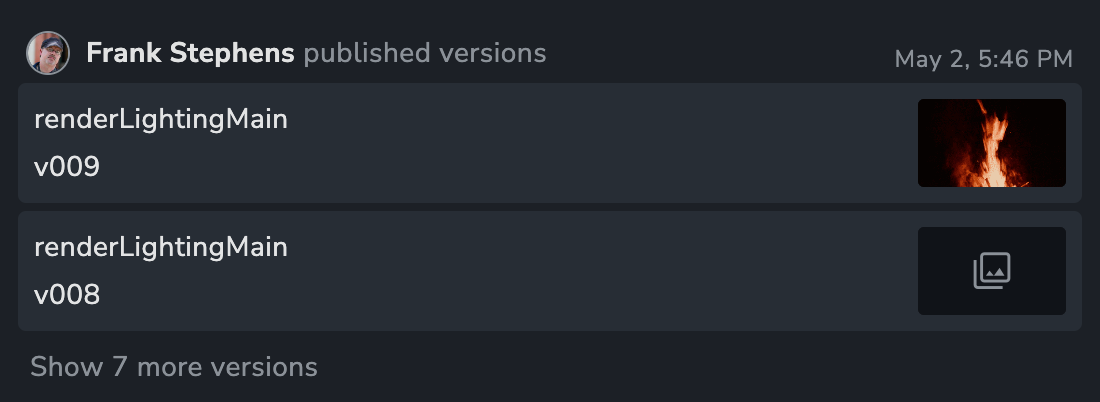 Frank Stephens published versions
May 2, 5:46 PM
renderLightingMain
v009
renderLightingMain
v008
Show 7 more versions